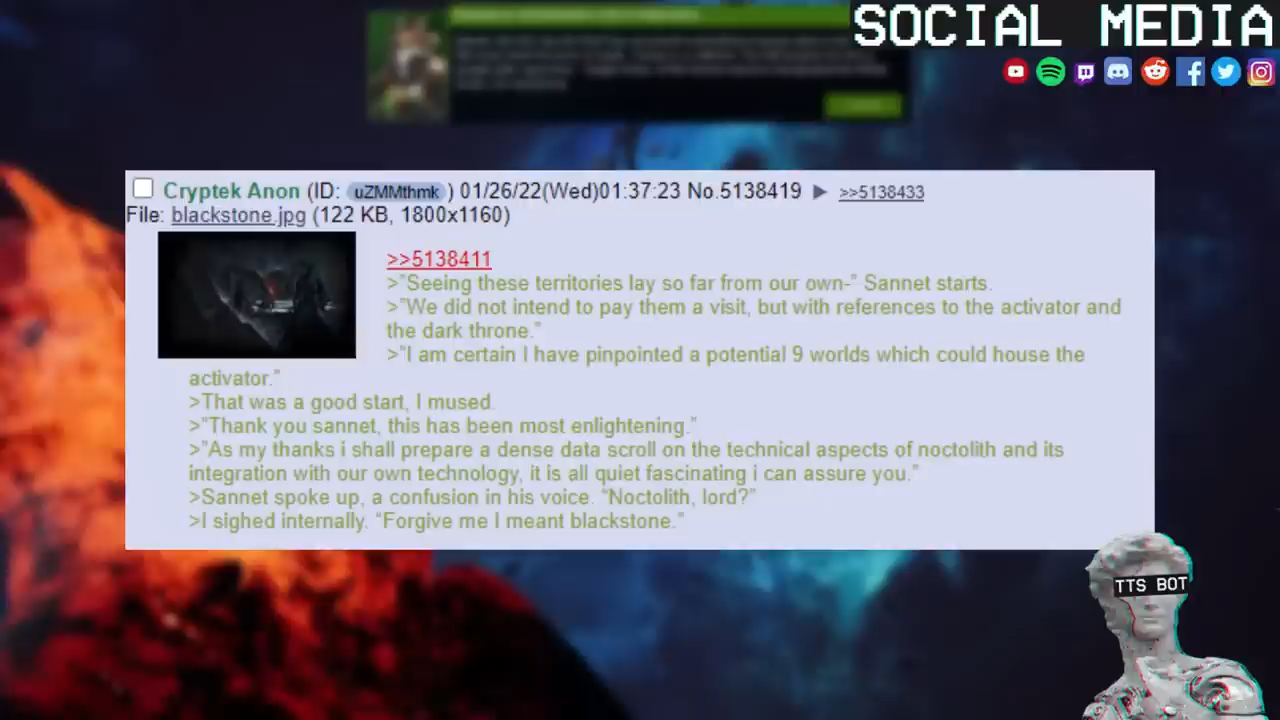 SOCIAL MEDIA
Cryptek Anon (ID: uZMMthmk) 01/26/22(Wed)01:37:23 No.5138419 ▶ >>5138433
File: blackstone.jpg (122 KB, 1800x1160)
>>5138411
>"Seeing these territories lay so far from our own-" Sannet starts.
>"We did not intend to pay them a visit, but with references to the activator and
the dark throne."
>"I am certain I have pinpointed a potential 9 worlds which could house the
activator."
>That was a good start, I mused.
>"Thank you sannet, this has been most enlightening."
>"As my thanks i shall prepare a dense data scroll on the technical aspects of noctolith and its
integration with our own technology, it is all quiet fascinating i can assure you."
>Sannet spoke up, a confusion in his voice. "Noctolith, lord?"
>I sighed internally. "Forgive me I meant blackstone."
TTS BOT